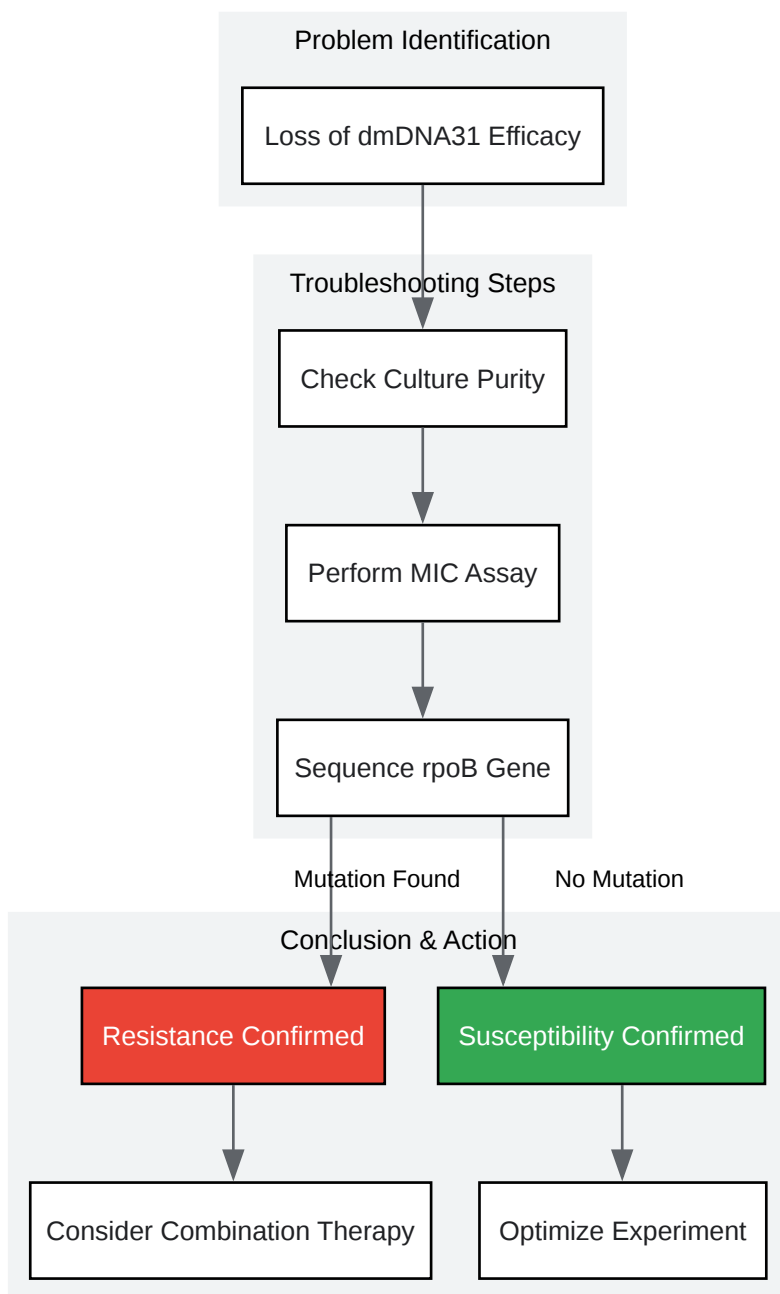 Problem Identification
Loss of dmDNA31 Efficacy
Troubleshooting Steps
Check Culture Purity
Perform MIC Assay
Sequence rpoB Gene
Mutation Found
No Mutation
Conclusion & Action
Resistance Confirmed
Susceptibility Confirmed
Consider Combination Therapy
Optimize Experiment